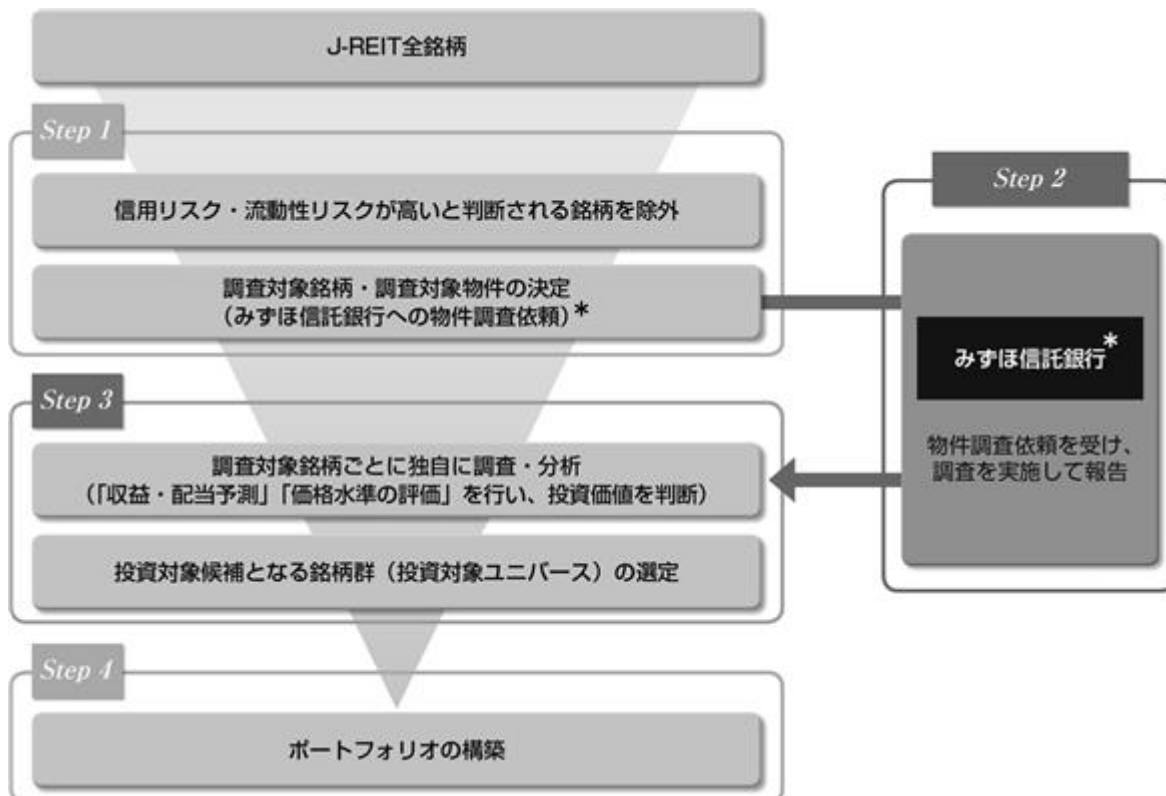 J-REIT全銘柄
Step 1
信用リスク・流動性リスクが高いと判断される銘柄を除外
調査対象銘柄・調査対象物件の決定
（みずほ信託銀行への物件調査依頼）*
Step 2
みずほ信託銀行*
物件調査依頼を受け、
調査を実施して報告
Step 3
調査対象銘柄ごとに独自に調査・分析
（「収益・配当予測」「価格水準の評価」を行い、投資価値を判断）
投資対象候補となる銘柄群（投資対象ユニバース）の選定
Step 4
ポートフォリオの構築